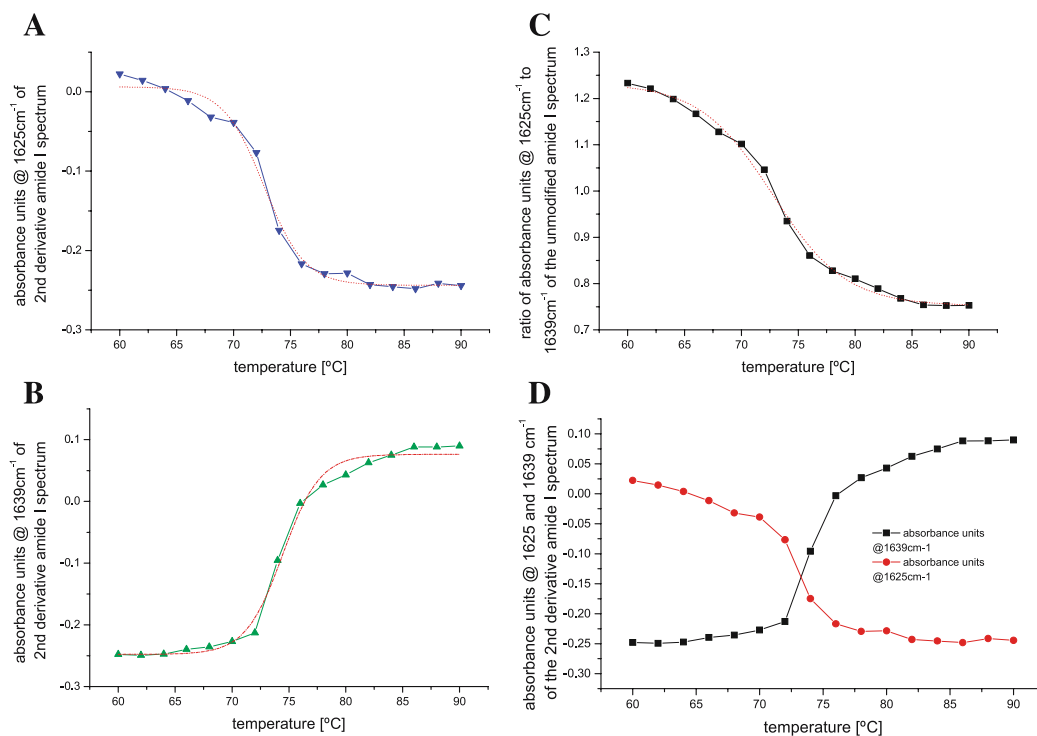 A
absorbance units @ 1625cm⁻¹ of
2nd derivative amide I spectrum
0.0
-0.1
-0.2
-0.3
60 65 70 75 80 85 90
temperature [ºC]
B
absorbance units @ 1639cm⁻¹ of
2nd derivative amide I spectrum
0.1
0.0
-0.1
-0.2
-0.3
60 65 70 75 80 85 90
temperature [ºC]
C
ratio of absorbance units @ 1625cm⁻¹ to
1639cm⁻¹ of the unmodified amide I spectrum
1.3
1.2
1.1
1.0
0.9
0.8
0.7
60 65 70 75 80 85 90
temperature [ºC]
D
absorbance units @ 1625 and 1639 cm⁻¹
of the 2nd derivative amide I spectrum
0.10
0.05
0.00
-0.05
-0.10
-0.15
-0.20
-0.25
-0.30
absorbance units
@1639cm-1
absorbance units
@1625cm-1
60 65 70 75 80 85 90
temperature [ºC]